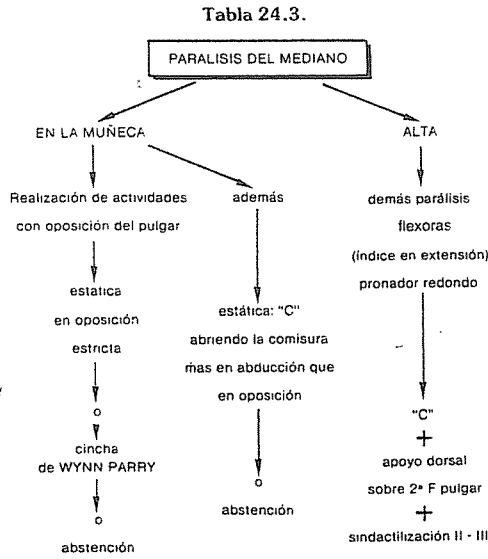 Tabla 24.3.
PARALISIS DEL MEDIANO
EN LA MUÑECA
ALTA
Realización de actividades
con oposición del pulgar
estática
en oposición
estricta
o
cincha
de WYNN PARRY
o
abstención
además
estática: "C"
abriendo la comisura
mas en abducción que
en oposición
o
abstención
demás parálisis
flexoras
(índice en extensión)
pronador redondo
"C"
+
apoyo dorsal
sobre 2ª F pulgar
+
sindactilización II - III